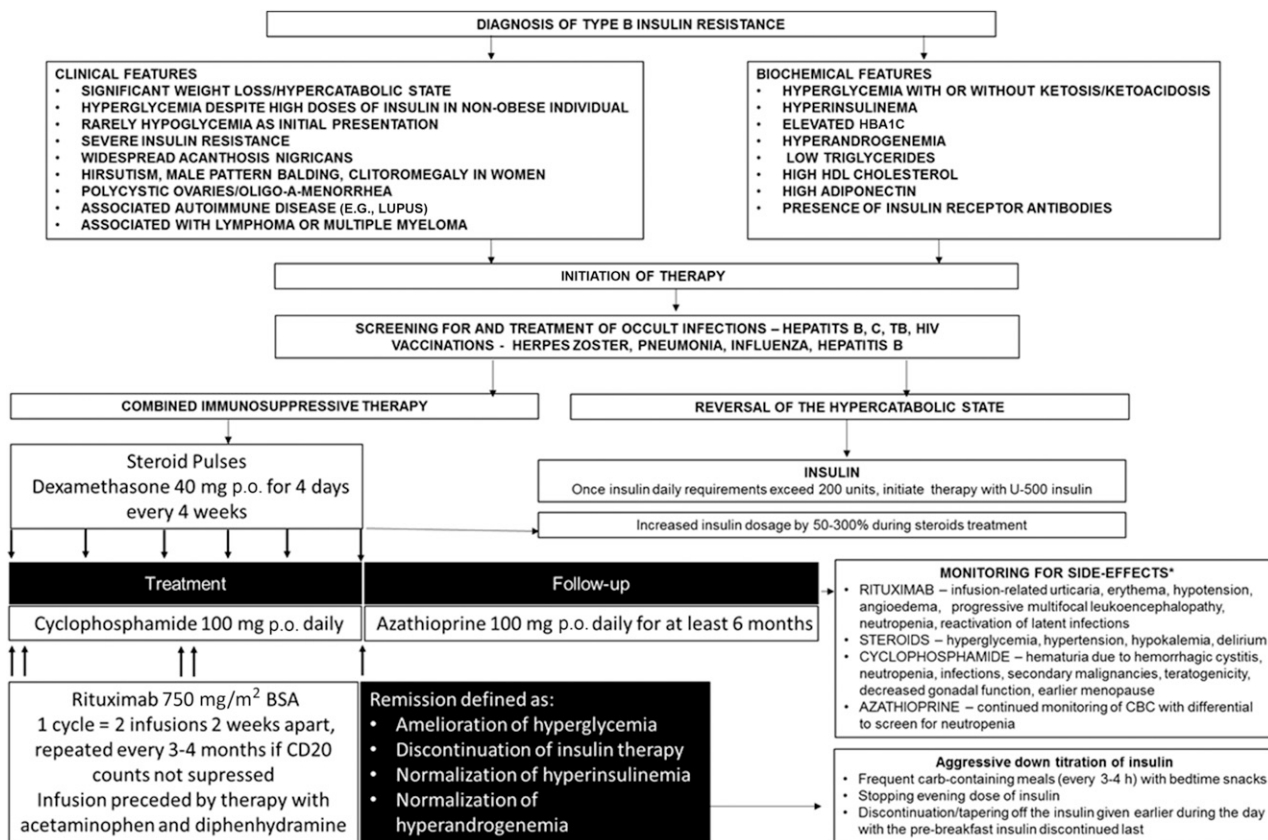 DIAGNOSIS OF TYPE B INSULIN RESISTANCE
CLINICAL FEATURES
• SIGNIFICANT WEIGHT LOSS/HYPERCATABOLIC STATE
• HYPERGLYCEMIA DESPITE HIGH DOSES OF INSULIN IN NON-OBESE INDIVIDUAL
• RARELY HYPOGLYCEMIA AS INITIAL PRESENTATION
• SEVERE INSULIN RESISTANCE
• WIDESPREAD ACANTHOSIS NIGRICANS
• HIRSUTISM, MALE PATTERN BALDING, CLITOROMEGALY IN WOMEN
• POLYCYSTIC OVARIES/OLIGO-A-MENORRHEA
• ASSOCIATED AUTOIMMUNE DISEASE (E.G., LUPUS)
• ASSOCIATED WITH LYMPHOMA OR MULTIPLE MYELOMA
BIOCHEMICAL FEATURES
• HYPERGLYCEMIA WITH OR WITHOUT KETOSIS/KETOACIDOSIS
• HYPERINSULINEMA
• ELEVATED HBA1C
• HYPERANDROGENEMIA
• LOW TRIGLYCERIDES
• HIGH HDL CHOLESTEROL
• HIGH ADIPONECTIN
• PRESENCE OF INSULIN RECEPTOR ANTIBODIES
INITIATION OF THERAPY
SCREENING FOR AND TREATMENT OF OCCULT INFECTIONS – HEPATITS B, C, TB, HIV
VACCINATIONS - HERPES ZOSTER, PNEUMONIA, INFLUENZA, HEPATITIS B
COMBINED IMMUNOSUPPRESSIVE THERAPY
REVERSAL OF THE HYPERCATABOLIC STATE
Steroid Pulses
Dexamethasone 40 mg p.o. for 4 days
every 4 weeks
INSULIN
Once insulin daily requirements exceed 200 units, initiate therapy with U-500 insulin
Increased insulin dosage by 50-300% during steroids treatment
Treatment
Follow-up
Cyclophosphamide 100 mg p.o. daily
Azathioprine 100 mg p.o. daily for at least 6 months
Rituximab 750 mg/m² BSA
1 cycle = 2 infusions 2 weeks apart,
repeated every 3-4 months if CD20
counts not supressed
Infusion preceded by therapy with
acetaminophen and diphenhydramine
Remission defined as:
• Amelioration of hyperglycemia
• Discontinuation of insulin therapy
• Normalization of hyperinsulinemia
• Normalization of
hyperandrogenemia
MONITORING FOR SIDE-EFFECTS*
• RITUXIMAB – infusion-related urticaria, erythema, hypotension,
angioedema, progressive multifocal leukoencephalopathy,
neutropenia, reactivation of latent infections
• STEROIDS – hyperglycemia, hypertension, hypokalemia, delirium
• CYCLOPHOSPHAMIDE – hematuria due to hemorrhagic cystitis,
neutropenia, infections, secondary malignancies, teratogenicity,
decreased gonadal function, earlier menopause
• AZATHIOPRINE – continued monitoring of CBC with differential
to screen for neutropenia
Aggressive down titration of insulin
• Frequent carb-containing meals (every 3-4 h) with bedtime snacks
• Stopping evening dose of insulin
• Discontinuation/tapering off the insulin given earlier during the day
with the pre-breakfast insulin discontinued last